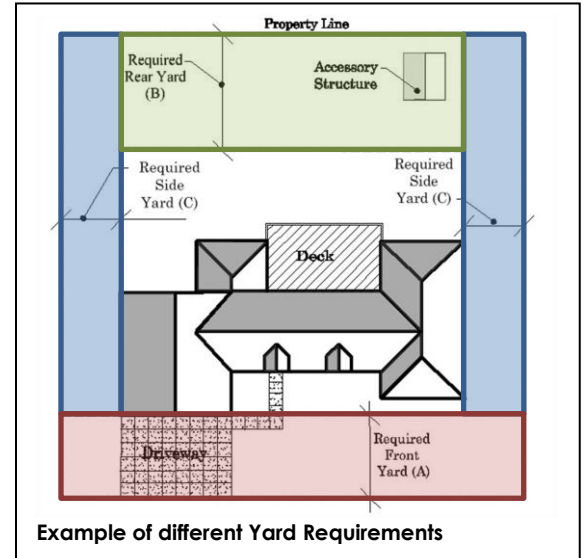 Property Line
Required
Rear Yard
(B)
Accessory
Structure
Required
Side
Yard (C)
Required
Side
Yard (C)
Deck
Driveway
Required
Front
Yard (A)
Example of different Yard Requirements